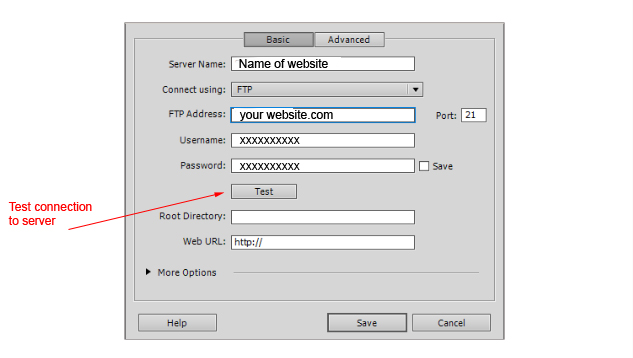 Basic Advanced
Server Name: Name of website
Connect using: FTP
FTP Address: your website.com Port: 21
Username: xxxxxxxxxx
Password: xxxxxxxxxx Save
Test
Test connection
to server
Root Directory:
Web URL: http://
More Options
Help Save Cancel